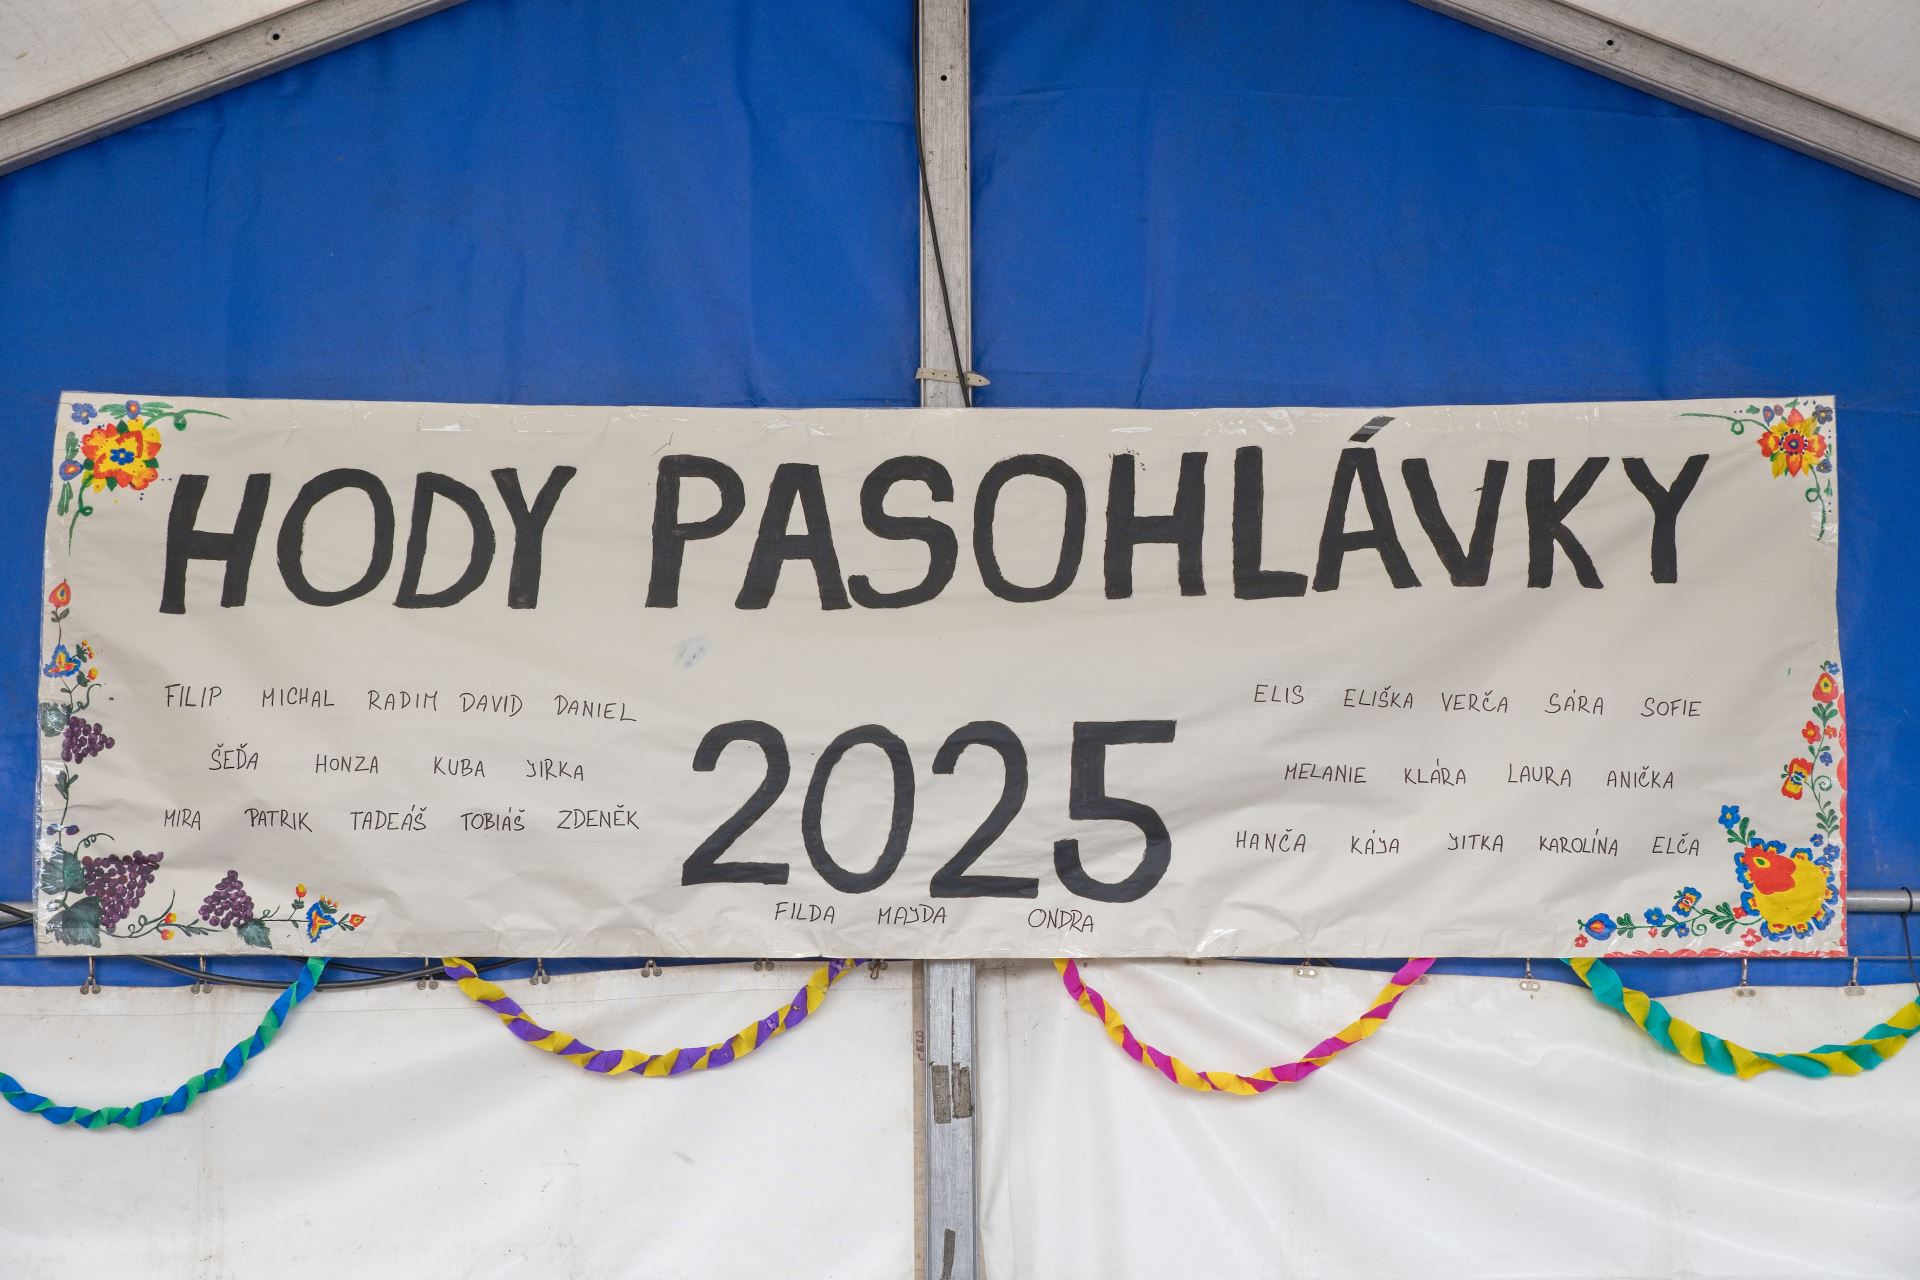 HODY PASOHLÁVKY
2025
FILIP MICHAL RADIM DAVID DANIEL
ŠEĎA HONZA KUBA JIRKA
MIRA PATRIK TADEÁŠ TOBIÁŠ ZDENĚK
ELIS ELIŠKA VERČA SÁRA SOFIE
MELANIE KLÁRA LAURA ANIČKA
HANČA KÁJA JITKA KAROLÍNA ELČA
FILDA MAJDA ONDRA